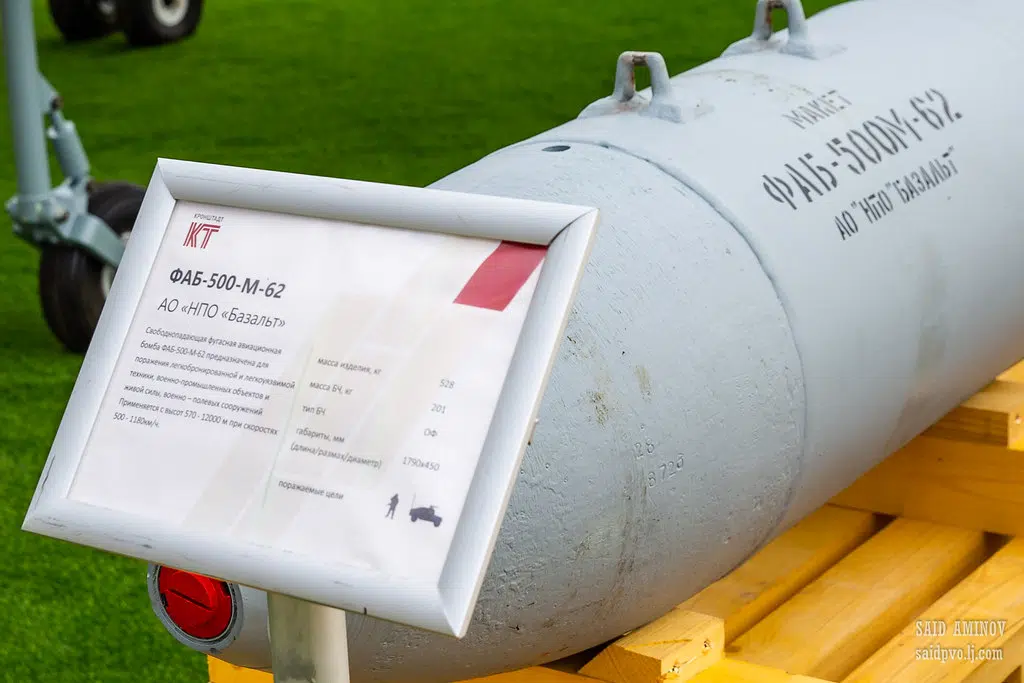 КРОНШТАДТ
КТ
ФАБ-500-М-62
АО «НПО «Базальт»
Свободнопадающая фугасная авиационная
бомба ФАБ-500-М-62 предназначена для
поражения легкобронированной и легкоуязвимой
техники, военно-промышленных объектов и
живой силы, военно – полевых сооружений
Применяется с высот 570 - 12000 м при скоростях
500 - 1180км/ч.
масса изделия, кг 528
масса БЧ, кг 201
тип БЧ ОФ
габариты, мм
(длина/размах/диаметр) 1790х450
поражаемые цели
МАКЕТ
ФАБ-500М-62
АО "НПО "БАЗАЛЬТ"
SAID AMINOV
saidpvo.lj.com